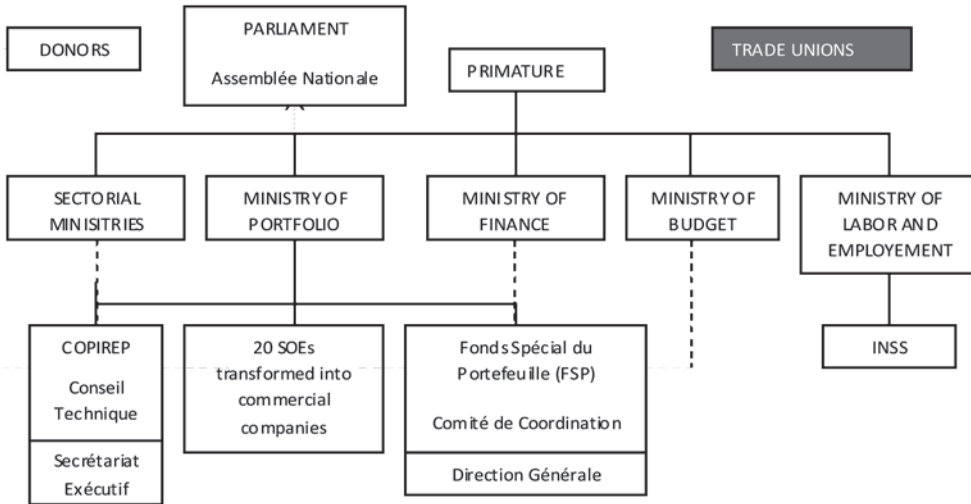 DONORS
PARLIAMENT
Assemblée Nationale
PRIMATURE
TRADE UNIONS
SECTORIAL
MINISITRIES
MINISTRY OF
PORTFOLIO
MINISTRY OF
FINANCE
MINISTRY OF
BUDGET
MINISTRY OF
LABOR AND
EMPLOYEMENT
COPIREP
Conseil
Technique
Secrétariat
Exécutif
20 SOEs
transformed into
commercial
companies
Fonds Spécial du
Portefeuille (FSP)
Comité de Coordination
Direction Générale
INSS